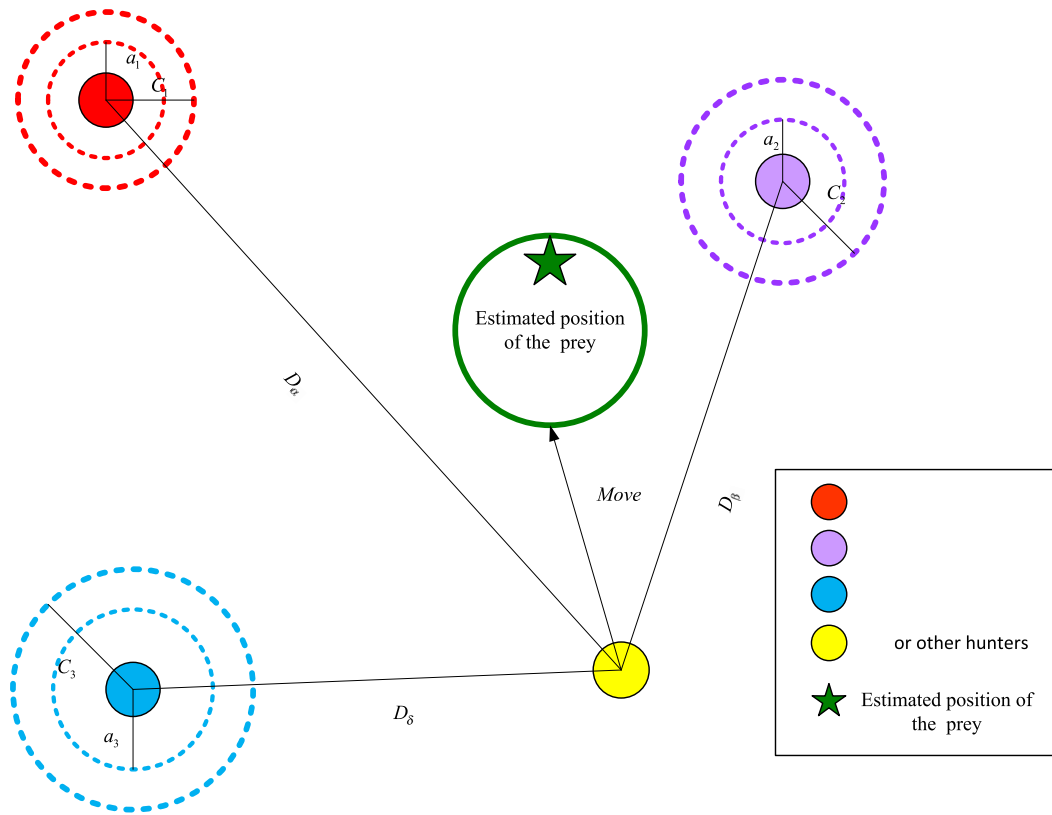 a1
C1
a2
C2
Estimated position
of the prey
Dα
Move
Dβ
C3
a3
Dδ
or other hunters
Estimated position of
the prey